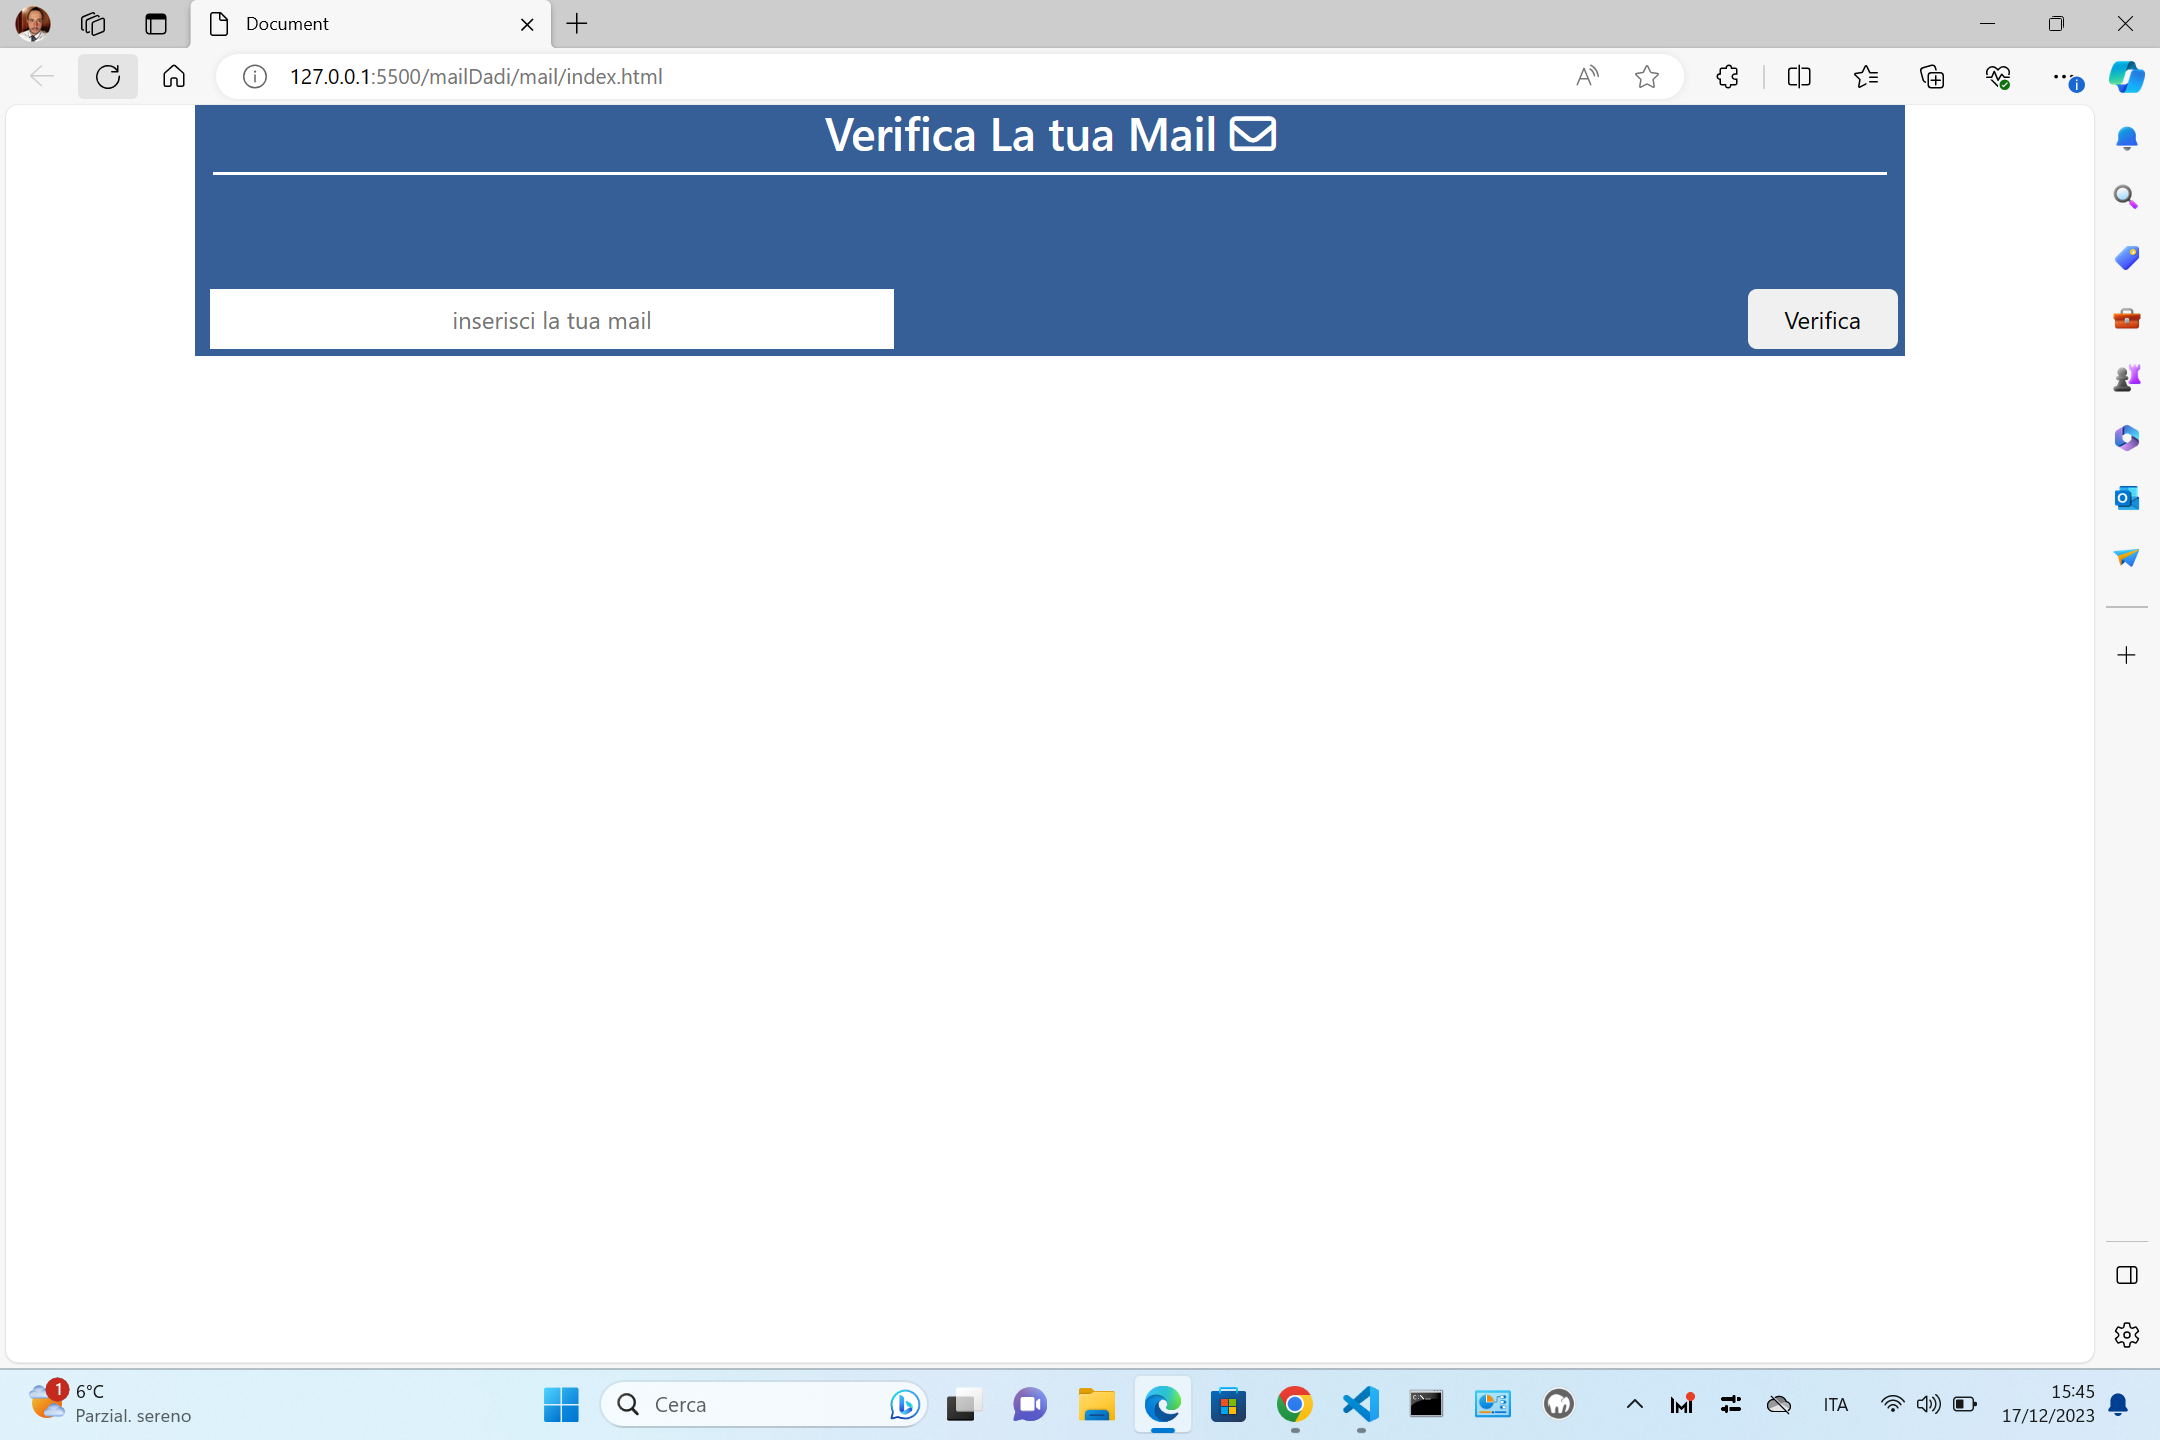 Document
127.0.0.1:5500/mailDadi/mail/index.html
Verifica La tua Mail
inserisci la tua mail
Verifica
1
6°C
Parzial. sereno
Cerca
ITA
15:45
17/12/2023